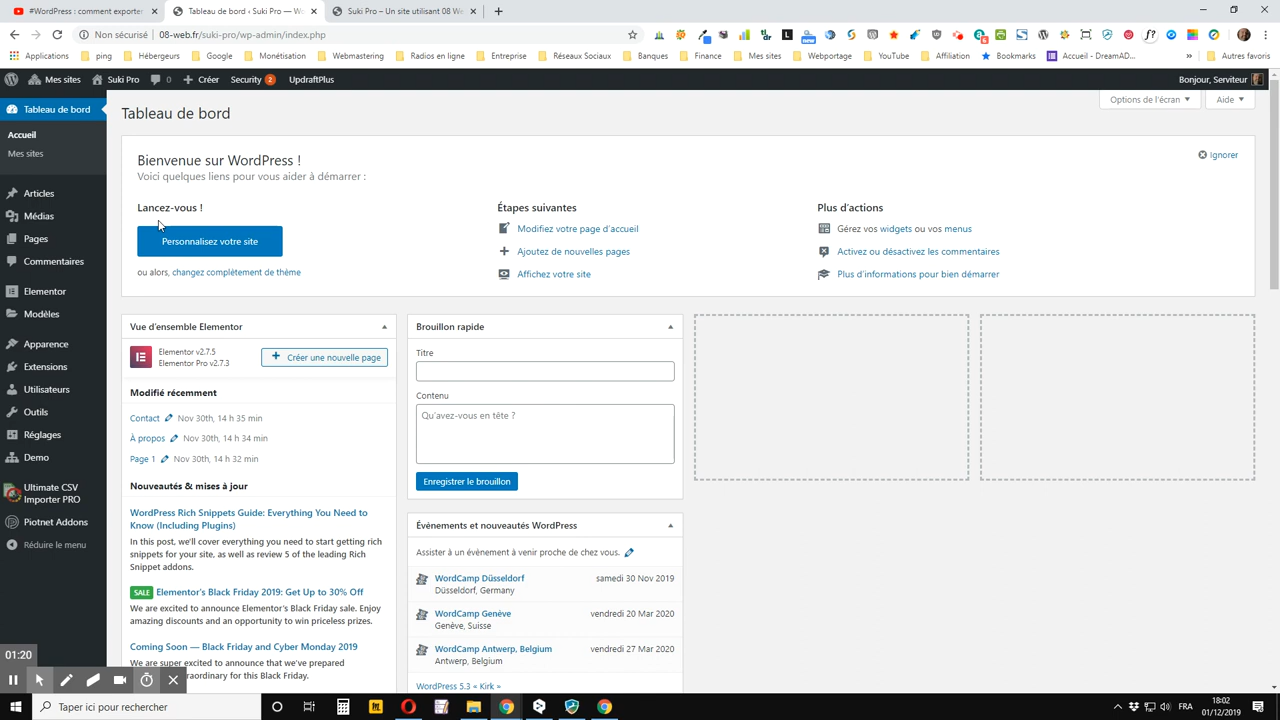 #WordPress : comment exporter
Tableau de bord ‹ Suki Pro — Wo
Suki Pro – Un site utilisant 08 We
Non sécurisé
08-web.fr/suki-pro/wp-admin/index.php
Applications
ping
Hébergeurs
Google
Monétisation
Webmastering
Radios en ligne
Entreprise
Réseaux Sociaux
Banques
Finance
Mes sites
Webportage
YouTube
Affiliation
Bookmarks
Accueil - DreamAD...
»
Autres favoris
Mes sites
Suki Pro
0
Créer
Security 2
UpdraftPlus
Bonjour, Serviteur
Tableau de bord
Accueil
Mes sites
Articles
Médias
Pages
Commentaires
Elementor
Modèles
Apparence
Extensions
Utilisateurs
Outils
Réglages
Demo
Ultimate CSV
Importer PRO
Piotnet Addons
Réduire le menu
Options de l'écran
Aide
Tableau de bord
Bienvenue sur WordPress !
Voici quelques liens pour vous aider à démarrer :
Ignorer
Lancez-vous !
Personnalisez votre site
ou alors, changez complètement de thème
Étapes suivantes
Modifiez votre page d'accueil
Ajoutez de nouvelles pages
Affichez votre site
Plus d'actions
Gérez vos widgets ou vos menus
Activez ou désactivez les commentaires
Plus d'informations pour bien démarrer
Vue d'ensemble Elementor
Elementor v2.7.5
Elementor Pro v2.7.3
Créer une nouvelle page
Modifié récemment
Contact Nov 30th, 14 h 35 min
À propos Nov 30th, 14 h 34 min
Page 1 Nov 30th, 14 h 32 min
Nouveautés & mises à jour
WordPress Rich Snippets Guide: Everything You Need to
Know (Including Plugins)
In this post, we'll cover everything you need to start getting rich
snippets for your site, as well as review 5 of the leading Rich
Snippet addons.
SALE Elementor's Black Friday 2019: Get Up to 30% Off
We are excited to announce Elementor's Black Friday sale. Enjoy
amazing discounts and an opportunity to win priceless prizes.
Coming Soon — Black Friday and Cyber Monday 2019
We are super excited to announce that we've prepared
raordinary for this Black Friday.
Brouillon rapide
Titre
Contenu
Qu'avez-vous en tête ?
Enregistrer le brouillon
Évènements et nouveautés WordPress
Assister à un évènement à venir proche de chez vous.
WordCamp Düsseldorf samedi 30 Nov 2019
Düsseldorf, Germany
WordCamp Genève vendredi 20 Mar 2020
Genève, Suisse
WordCamp Antwerp, Belgium vendredi 27 Mar 2020
Antwerp, Belgium
WordPress 5.3 « Kirk »
01:20
Taper ici pour rechercher
FRA
18:02
01/12/2019